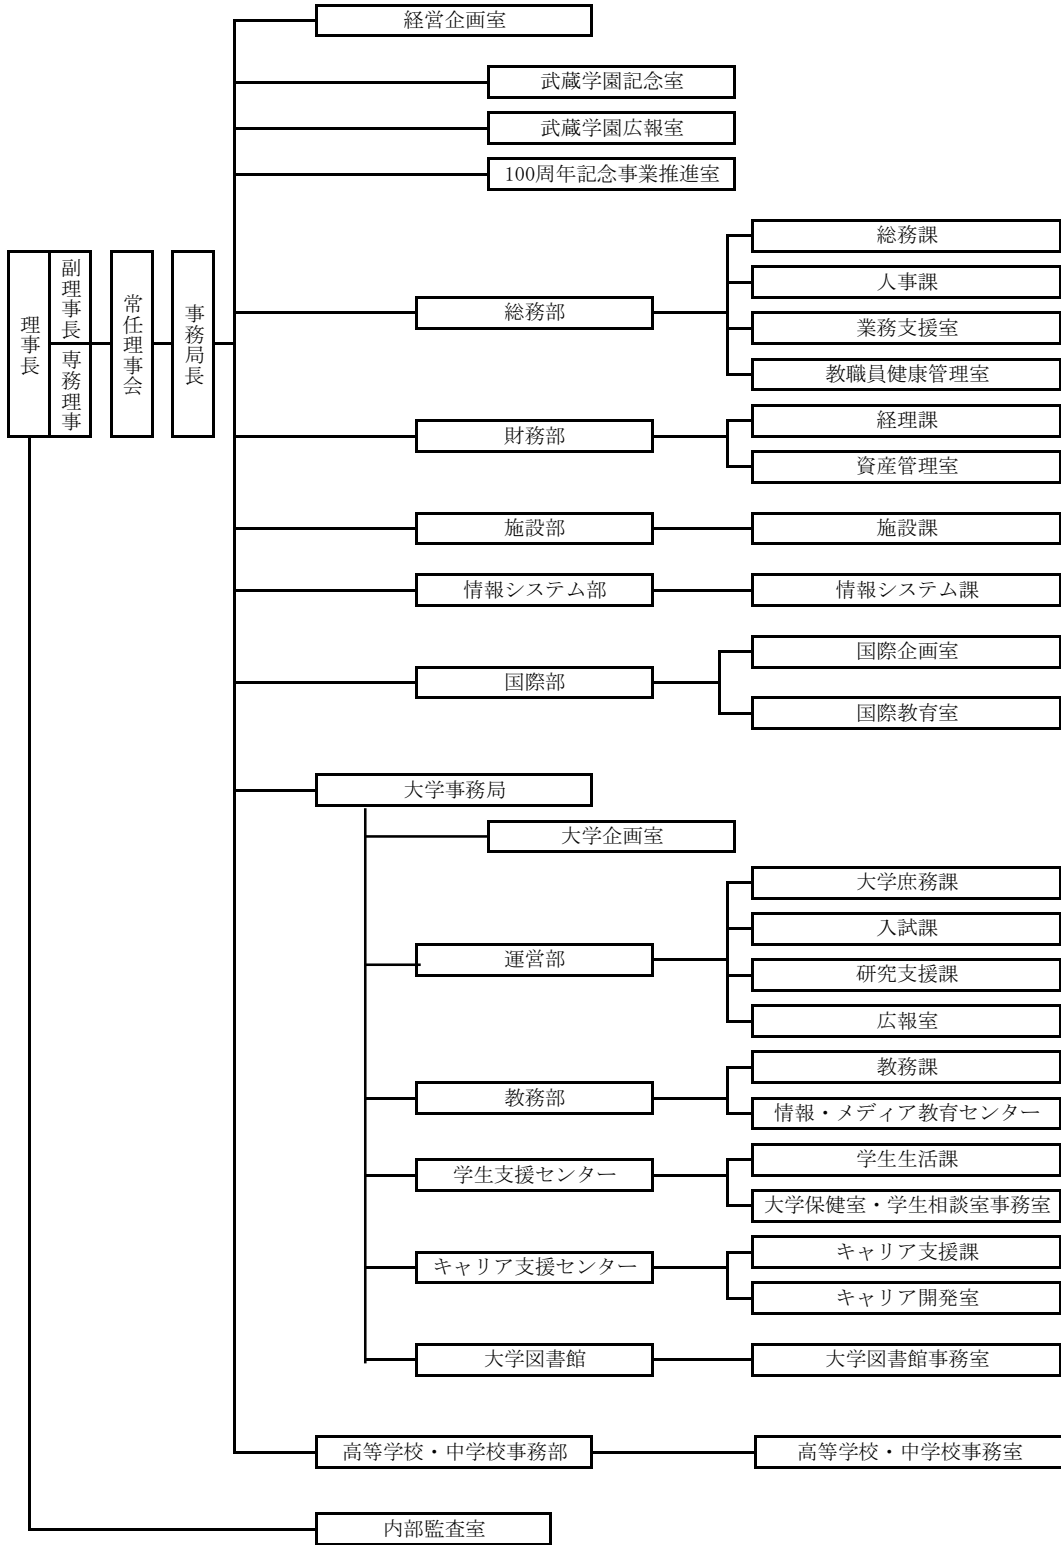 経営企画室
武蔵学園記念室
武蔵学園広報室
100周年記念事業推進室
理事長
副理事長
専務理事
常任理事会
事務局長
総務部
総務課
人事課
業務支援室
教職員健康管理室
財務部
経理課
資産管理室
施設部
施設課
情報システム部
情報システム課
国際部
国際企画室
国際教育室
大学事務局
大学企画室
運営部
大学庶務課
入試課
研究支援課
広報室
教務部
教務課
情報・メディア教育センター
学生支援センター
学生生活課
大学保健室・学生相談室事務室
キャリア支援センター
キャリア支援課
キャリア開発室
大学図書館
大学図書館事務室
高等学校・中学校事務部
高等学校・中学校事務室
内部監査室